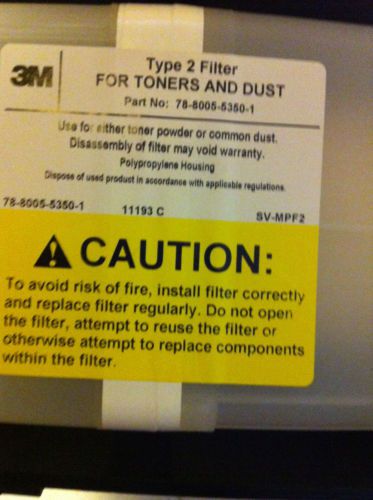 3M
Type 2 Filter
FOR TONERS AND DUST
Part No: 78-8005-5350-1
Use for either toner powder or common dust.
Disassembly of filter may void warranty.
Polypropylene Housing
Dispose of used product in accordance with applicable regulations.
78-8005-5350-1 11193 C SV-MPF2
CAUTION:
To avoid risk of fire, install filter correctly
and replace filter regularly. Do not open
the filter, attempt to reuse the filter or
otherwise attempt to replace components
within the filter.